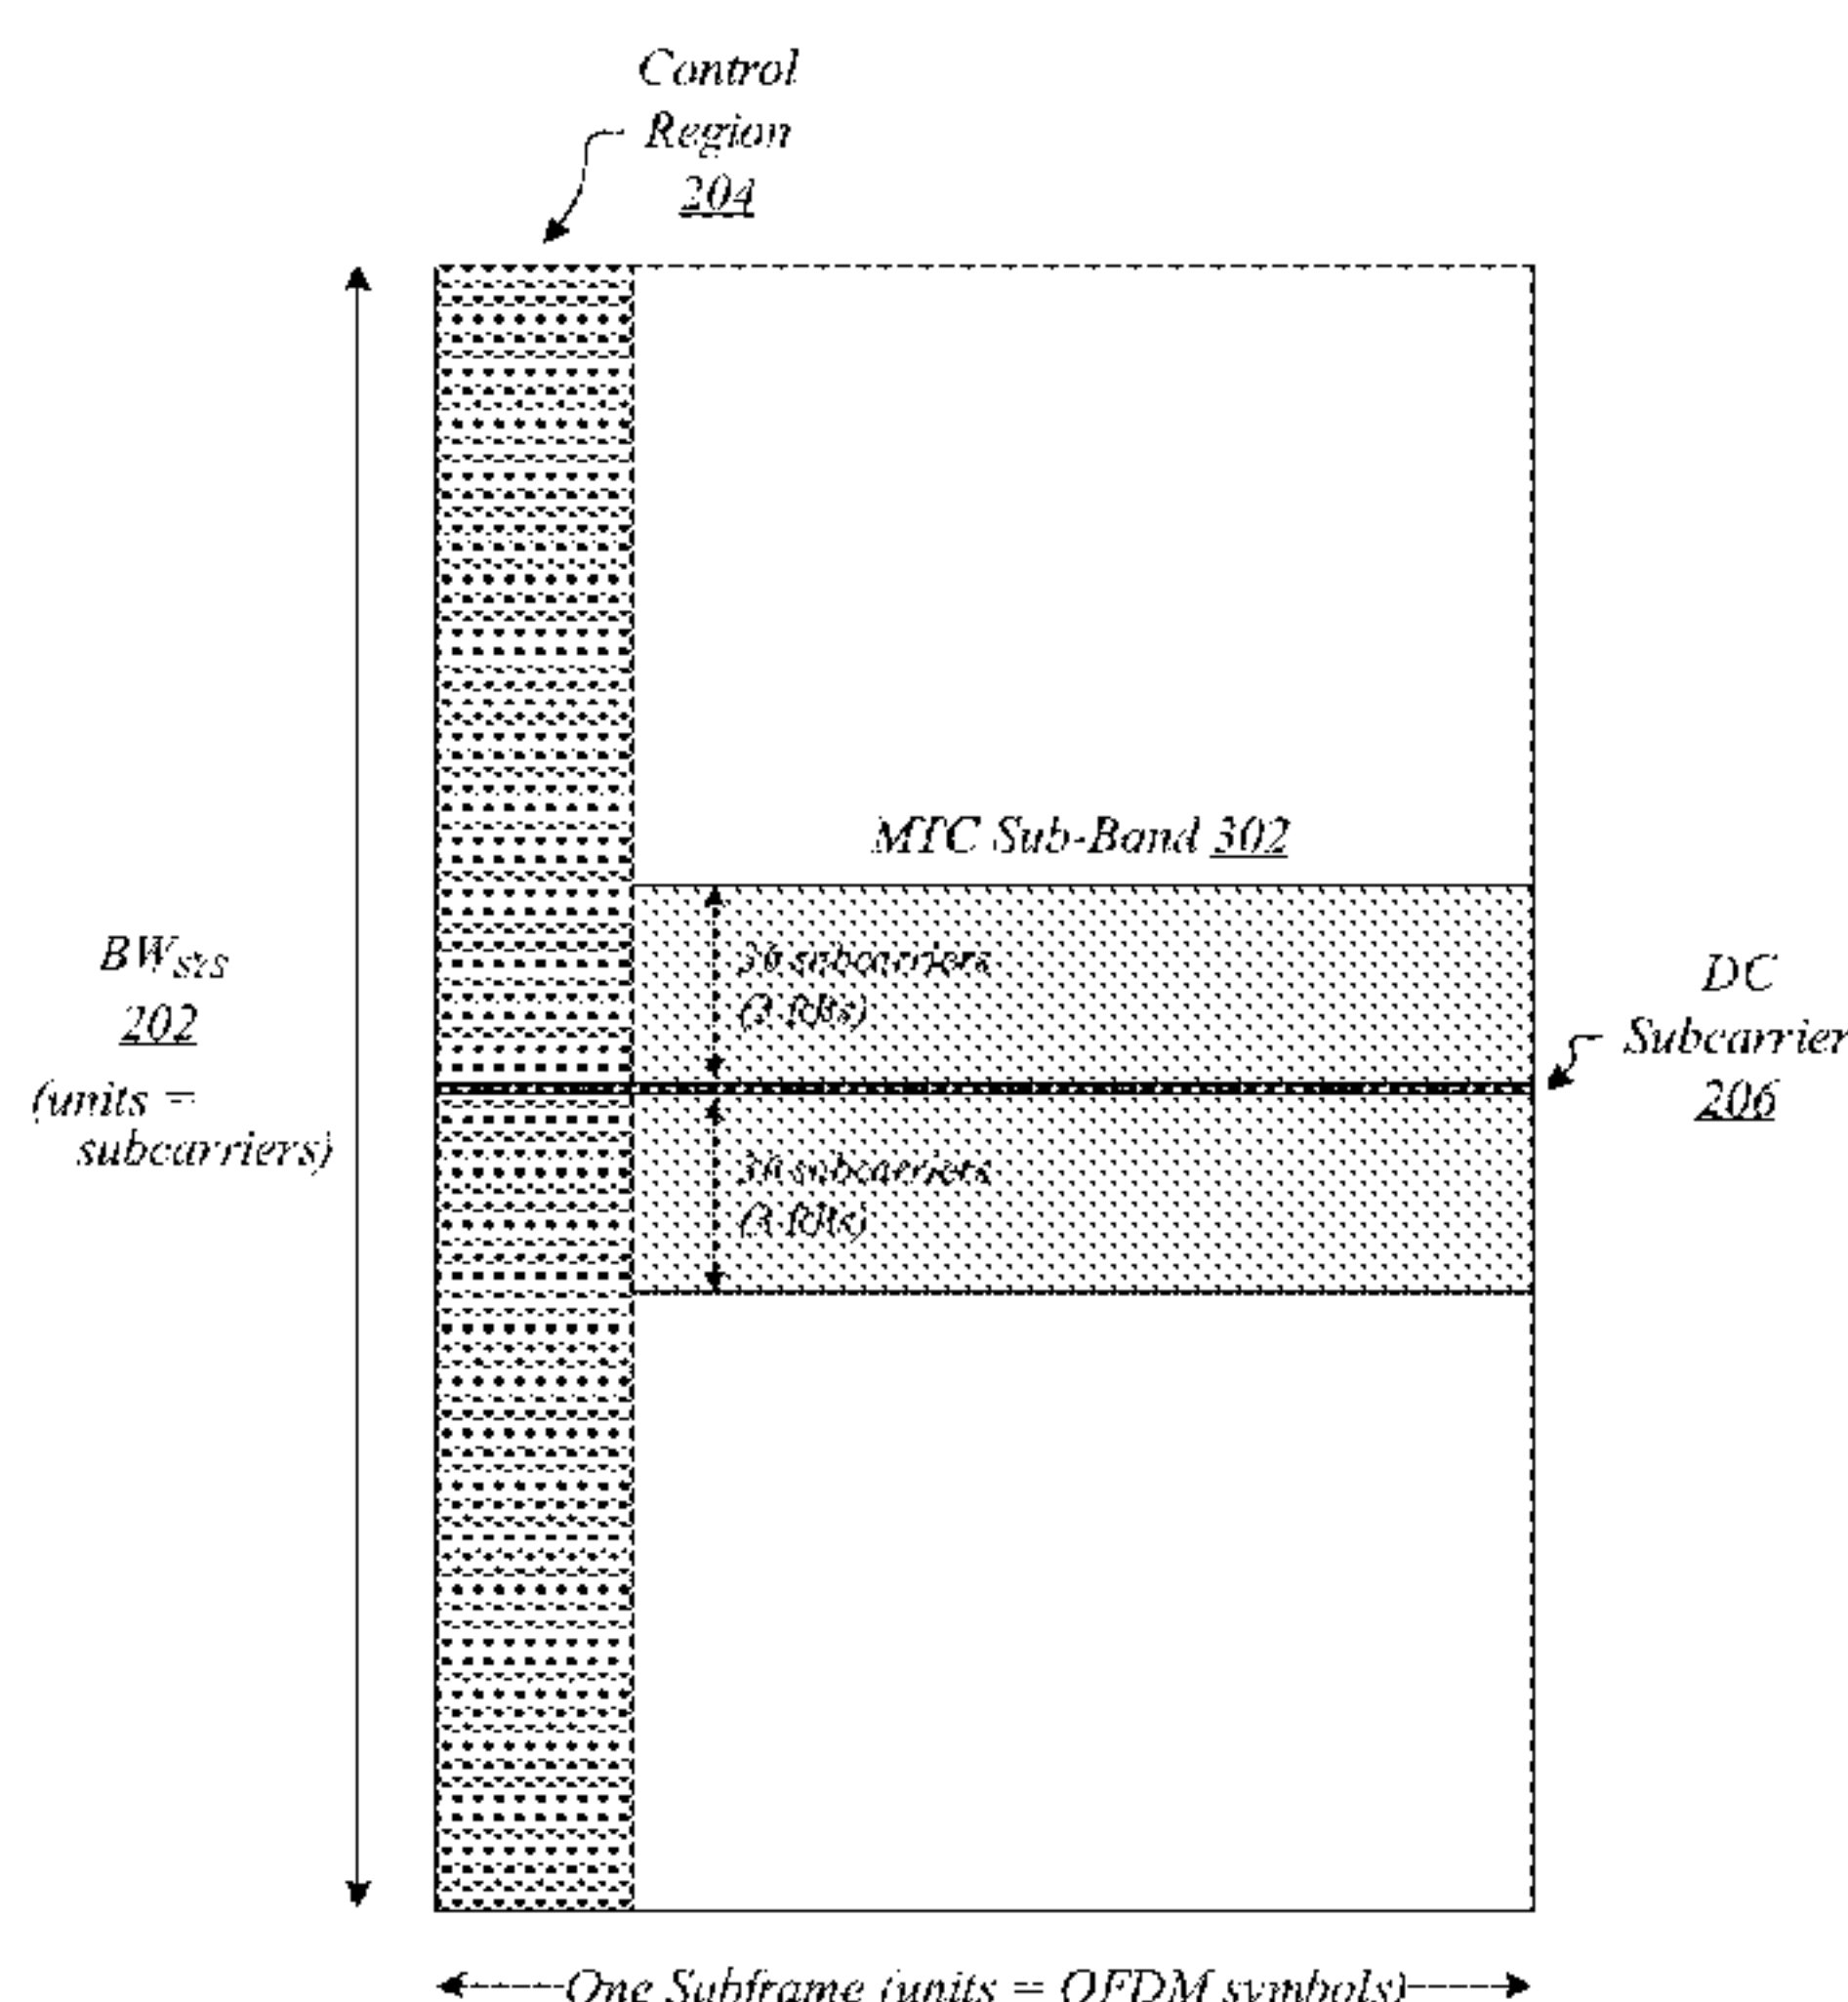 Control
Region
204
MTC Sub-Band 302
36 subcarriers
(3 RBs)
BWSYS
202
(units =
subcarriers)
DC
Subcarrier
206
36 subcarriers
(3 RBs)
One Subframe (units = OFDM symbols)